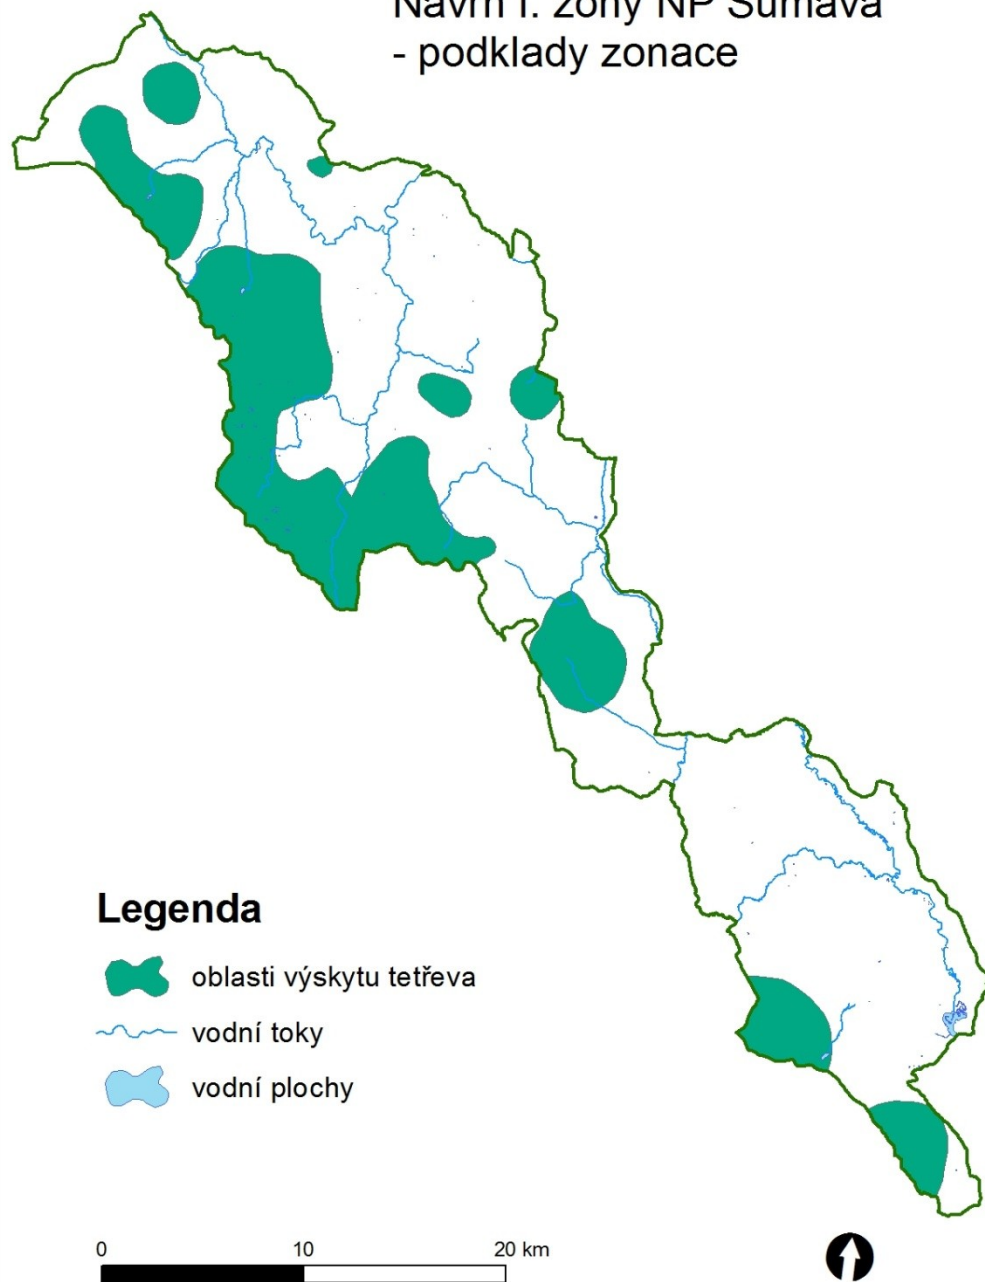 Návrh I. zóny NP Šumava
- podklady zonace
Legenda
oblasti výskytu tetřeva
vodní toky
vodní plochy
0 10 20 km